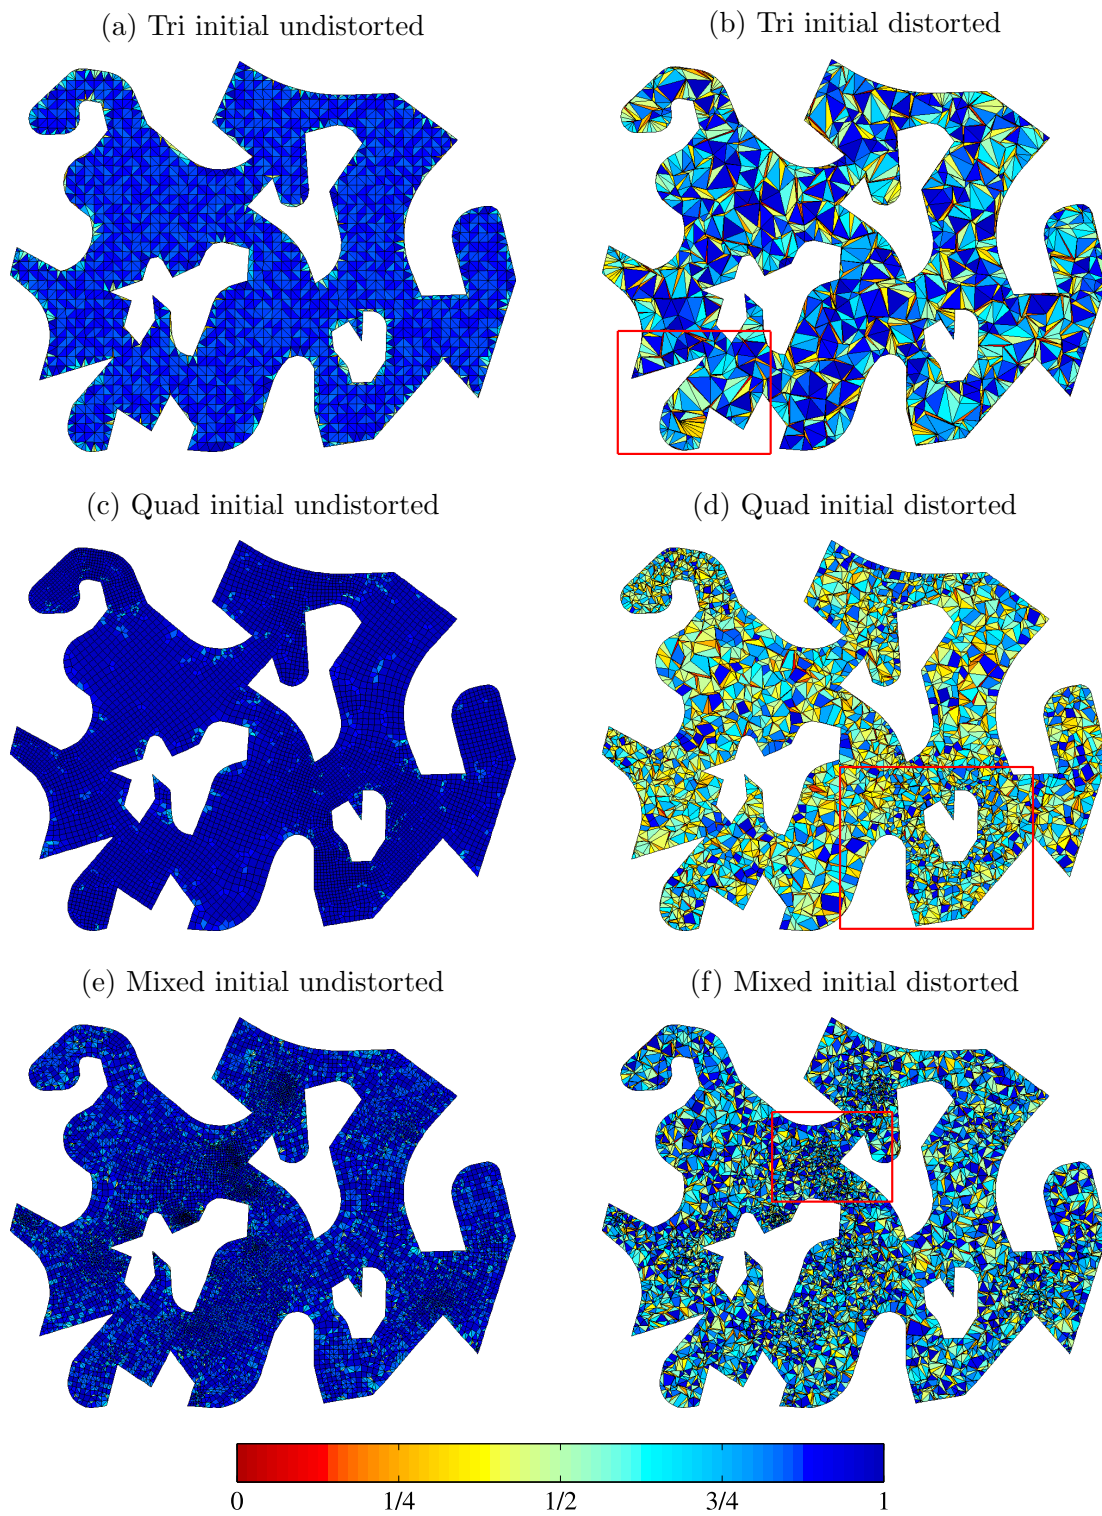 (a) Tri initial undistorted
(b) Tri initial distorted
(c) Quad initial undistorted
(d) Quad initial distorted
(e) Mixed initial undistorted
(f) Mixed initial distorted
0 1/4 1/2 3/4 1